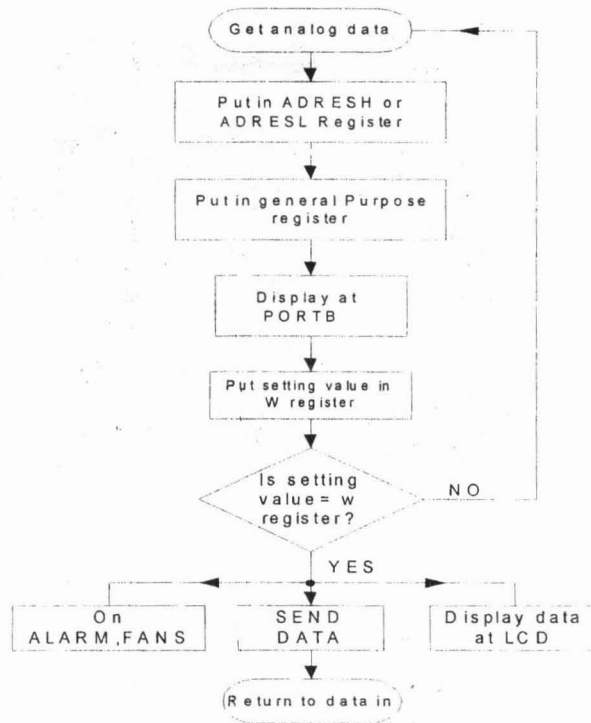 Get analog data
Put in ADRESH or
ADRESL Register
Put in general Purpose
register
Display at
PORTB
Put setting value in
W register
Is setting
value= w
register?
NO
YES
On
ALARM,FANS
SEND
DATA
Display data
at LCD
Return to data in